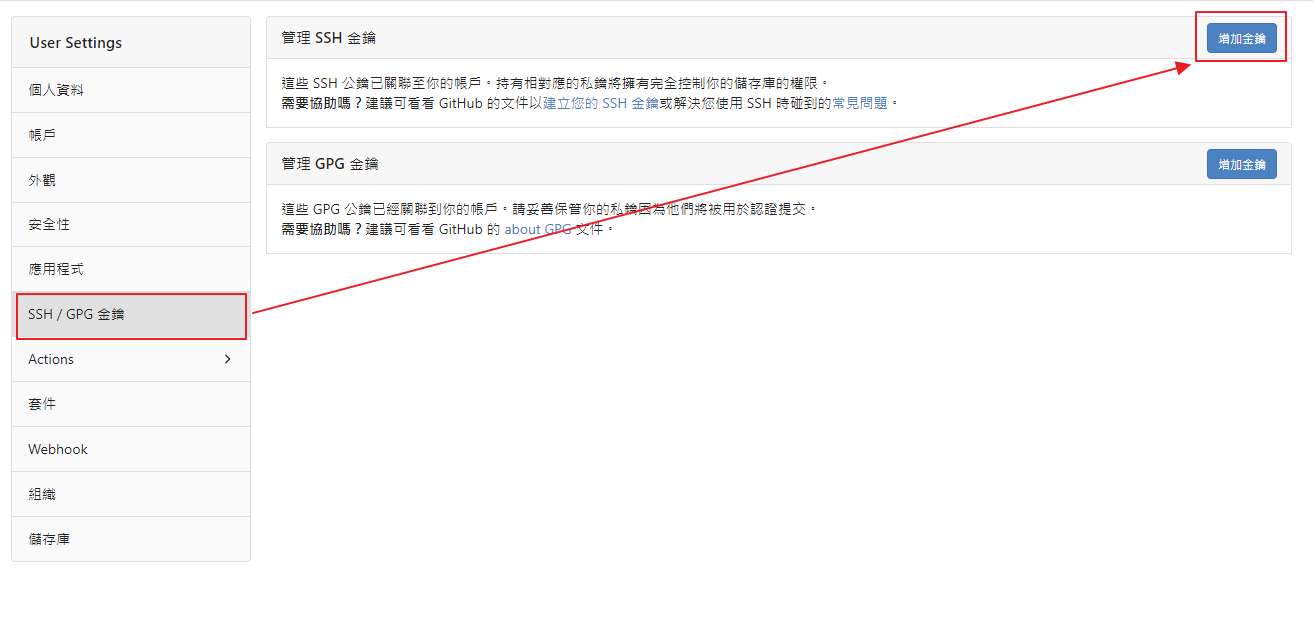 User Settings
個人資料
帳戶
外觀
安全性
應用程式
SSH / GPG 金鑰
Actions
套件
Webhook
組織
儲存庫
管理 SSH 金鑰
增加金鑰
這些 SSH 公鑰已關聯至你的帳戶。持有相對應的私鑰將擁有完全控制你的儲存庫的權限。
需要協助嗎？建議可看看 GitHub 的文件以建立您的 SSH 金鑰或解決您使用 SSH 時碰到的常見問題。
管理 GPG 金鑰
增加金鑰
這些 GPG 公鑰已經關聯到你的帳戶。請妥善保管你的私鑰因為他們將被用於認證提交。
需要協助嗎？建議可看看 GitHub 的 about GPG 文件。